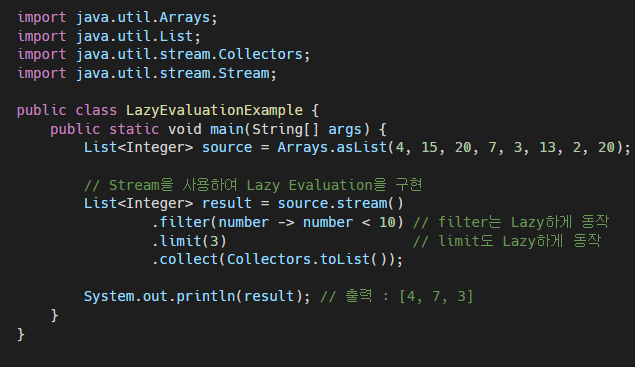 import java.util.Arrays;
import java.util.List;
import java.util.stream.Collectors;
import java.util.stream.Stream;

public class LazyEvaluationExample {
    public static void main(String[] args) {
        List<Integer> source = Arrays.asList(4, 15, 20, 7, 3, 13, 2, 20);

        // Stream을 사용하여 Lazy Evaluation을 구현
        List<Integer> result = source.stream()
                .filter(number -> number < 10) // filter는 Lazy하게 동작
                .limit(3)                      // limit도 Lazy하게 동작
                .collect(Collectors.toList());

        System.out.println(result); // 출력 : [4, 7, 3]
    }
}